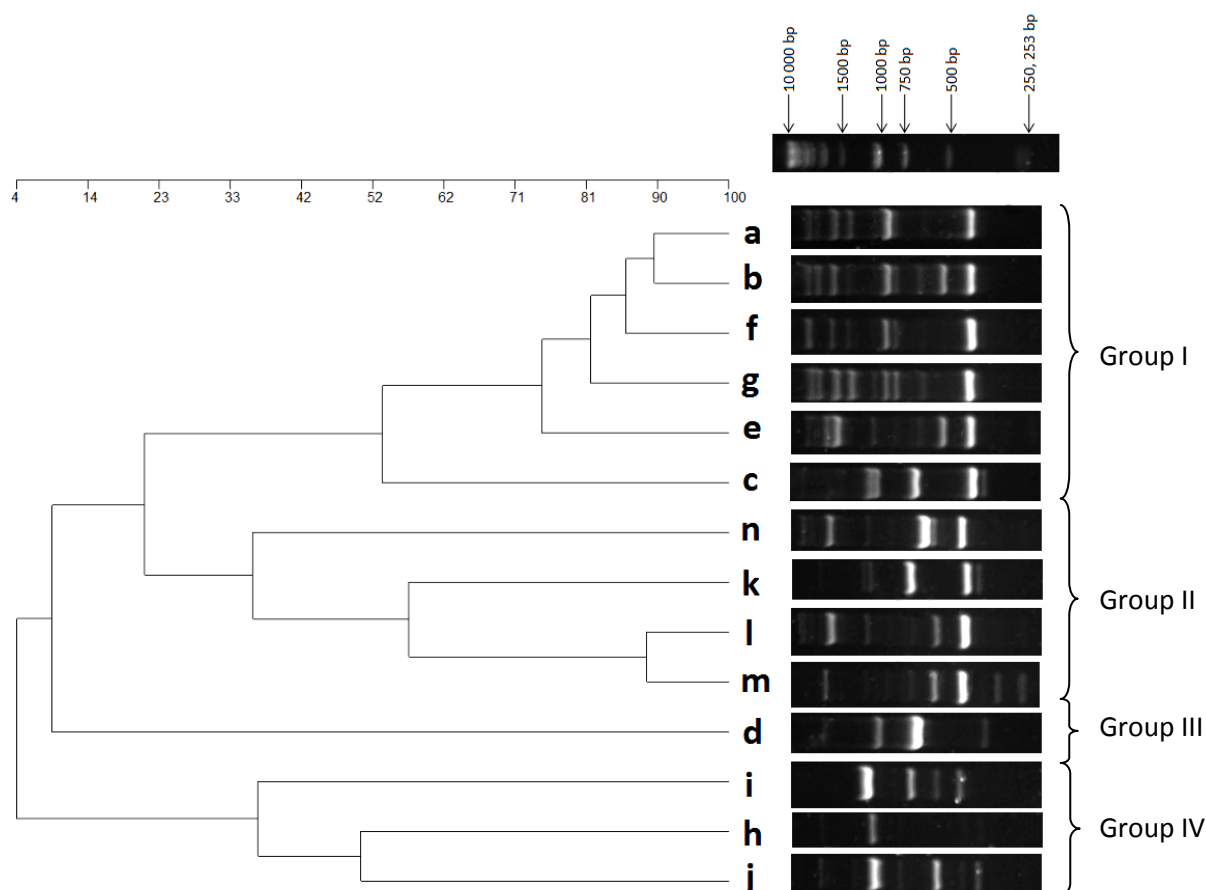 10 000 bp
1500 bp
1000 bp
750 bp
500 bp
250, 253 bp
4 14 23 33 42 52 62 71 81 90 100
a
b
f
g
e
c
Group I
n
k
l
m
Group II
d
Group III
i
h
j
Group IV